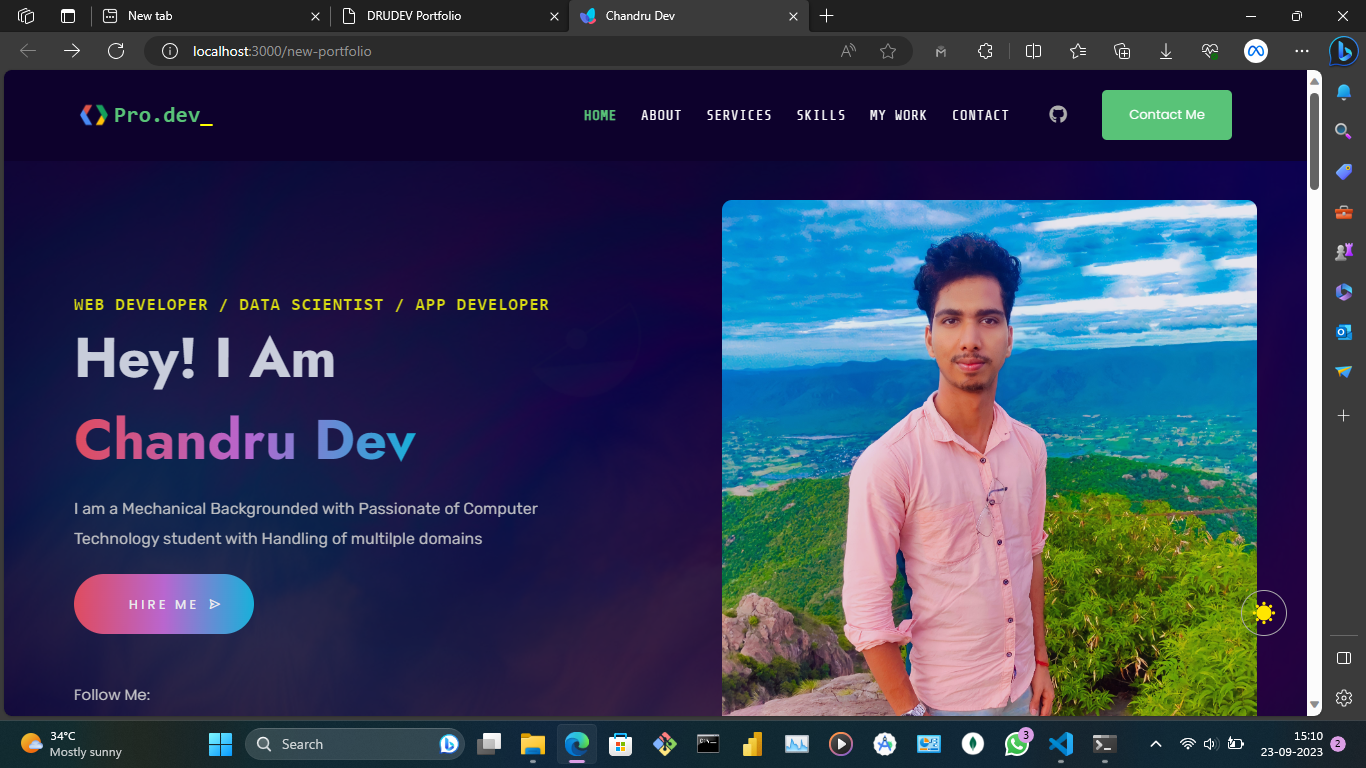 New tab
DRUDEV Portfolio
Chandru Dev
localhost:3000/new-portfolio
Pro.dev_
HOME ABOUT SERVICES SKILLS MY WORK CONTACT
Contact Me
WEB DEVELOPER / DATA SCIENTIST / APP DEVELOPER
Hey! I Am
Chandru Dev
I am a Mechanical Backgrounded with Passionate of Computer
Technology student with Handling of multilple domains
HIRE ME
Follow Me:
34°C
Mostly sunny
Search
3
15:10
23-09-2023
2